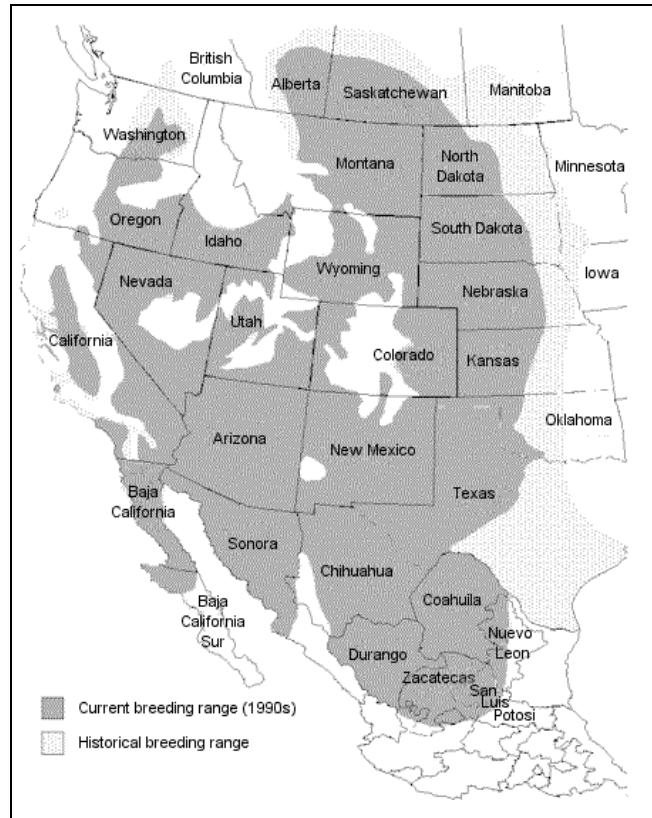 British
Columbia
Alberta
Saskatchewan
Manitoba
Washington
Montana
North
Dakota
Minnesota
Oregon
Idaho
South Dakota
Wyoming
Iowa
Nevada
Nebraska
Utah
California
Colorado
Kansas
Arizona
New Mexico
Oklahoma
Texas
Baja
California
Sonora
Chihuahua
Coahuila
Baja
California
Sur
Nuevo
Leon
Durango
Zacatecas
San
Luis
Potosi
Current breeding range (1990s)
Historical breeding range